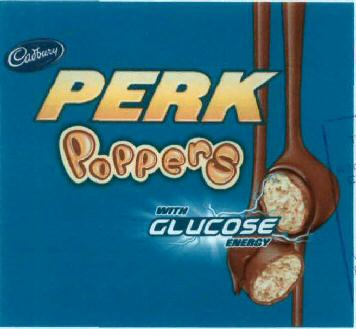 Cadbury
PERK
Poppers
WITH
GLUCOSE
ENERGY